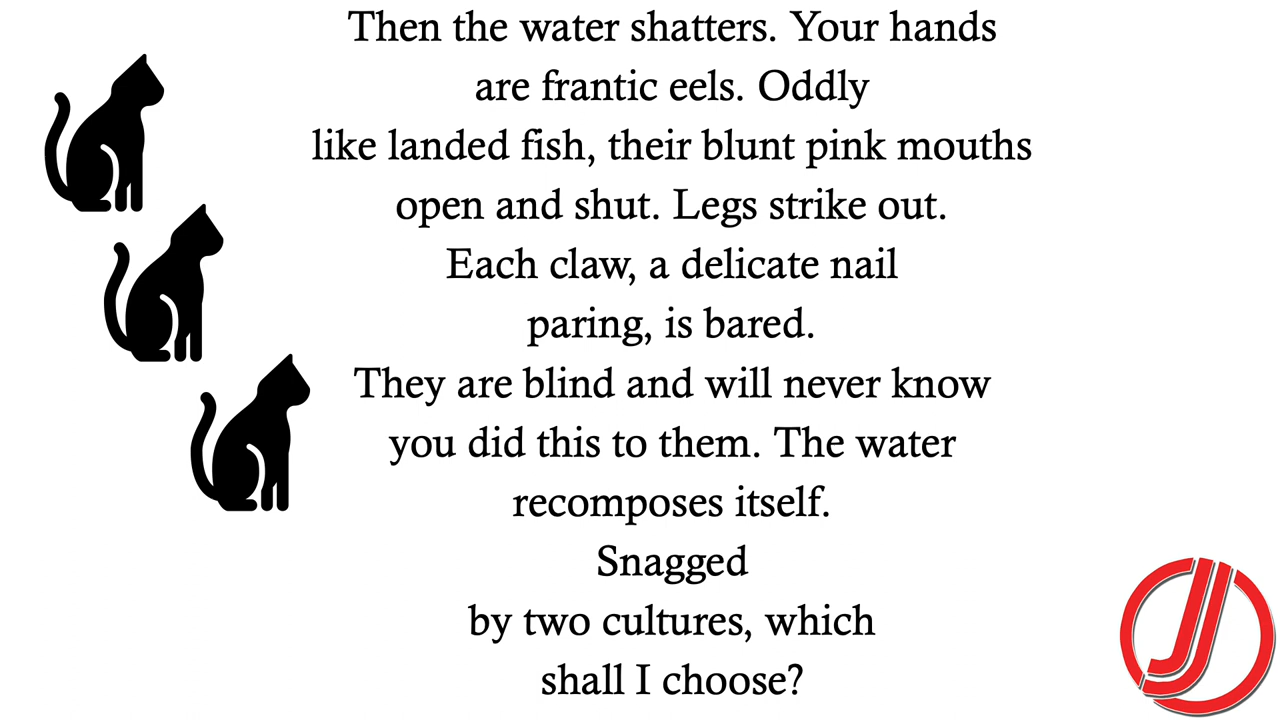 Then the water shatters. Your hands
are frantic eels. Oddly
like landed fish, their blunt pink mouths
open and shut. Legs strike out.
Each claw, a delicate nail
paring, is bared.
They are blind and will never know
you did this to them. The water
recomposes itself.
Snagged
by two cultures, which
shall I choose?